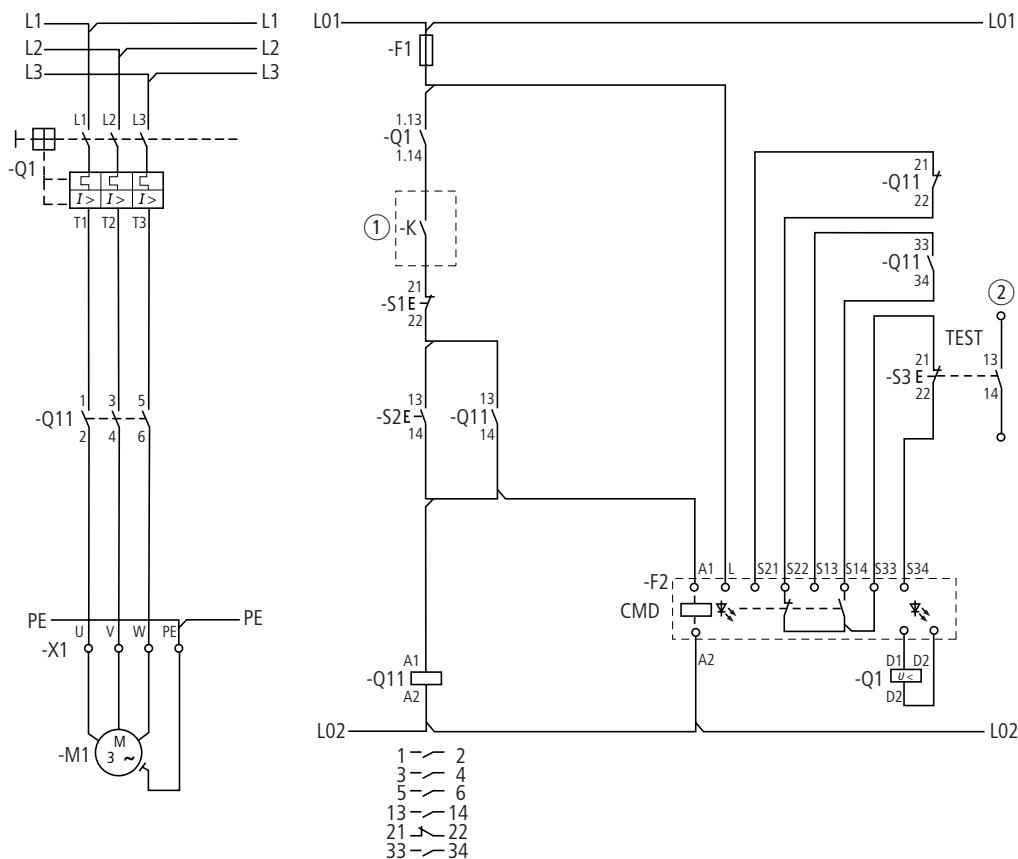 L1 L1
L2 L2
L3 L3
L1 L2 L3
-Q1
I > I > I >
T1 T2 T3
1 3 5
-Q11
2 4 6
PE PE
U V W PE
-X1
M
3 ~
-M1
L01 L01
-F1
1.13
-Q1
1.14
1 -K
21
-S1 E
22
13 13
-S2 E -Q11
14 14
21
-Q11
22
33
-Q11
34
2
TEST
21 13
-S3 E
22 14
A1 L S21 S22 S13 S14 S33 S34
-F2
CMD
A2 D1 D2
A1
-Q11
A2
-Q1 U <
D2
L02 L02
1 2
3 4
5 6
13 14
21 22
33 34